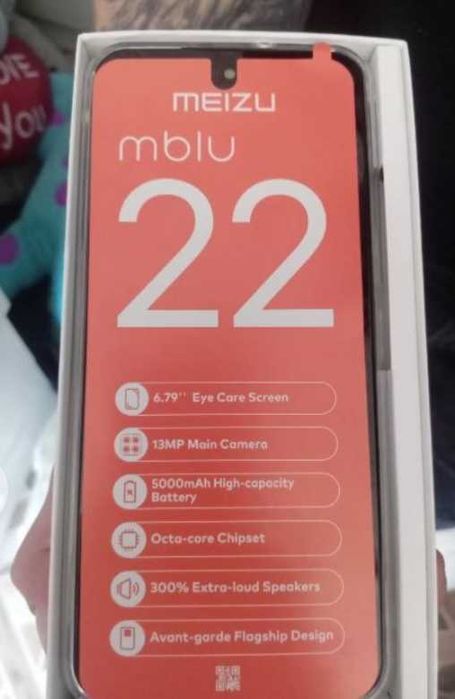 MEIZU
mblu
22
6.79'' Eye Care Screen
13MP Main Camera
5000mAh High-capacity
Battery
Octa-core Chipset
300% Extra-loud Speakers
Avant-garde Flagship Design
You